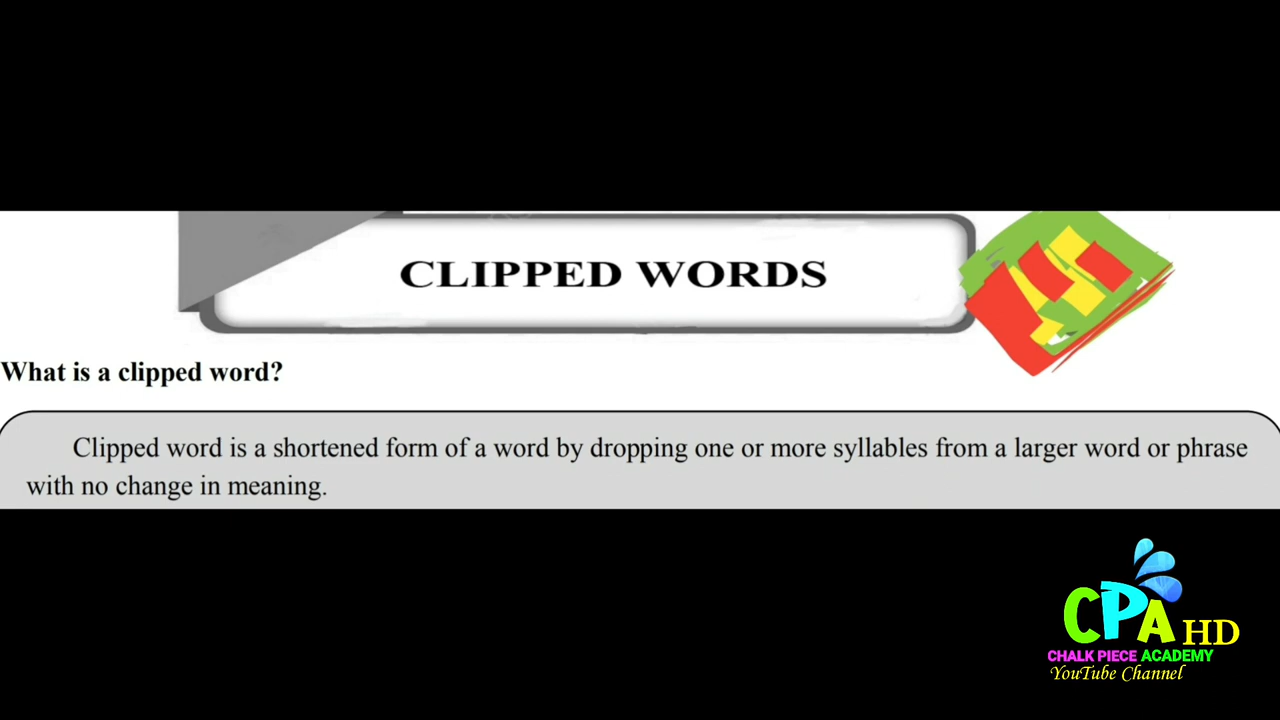 CLIPPED WORDS
What is a clipped word?
Clipped word is a shortened form of a word by dropping one or more syllables from a larger word or phrase
with no change in meaning.
CPA HD
CHALK PIECE ACADEMY
YouTube Channel